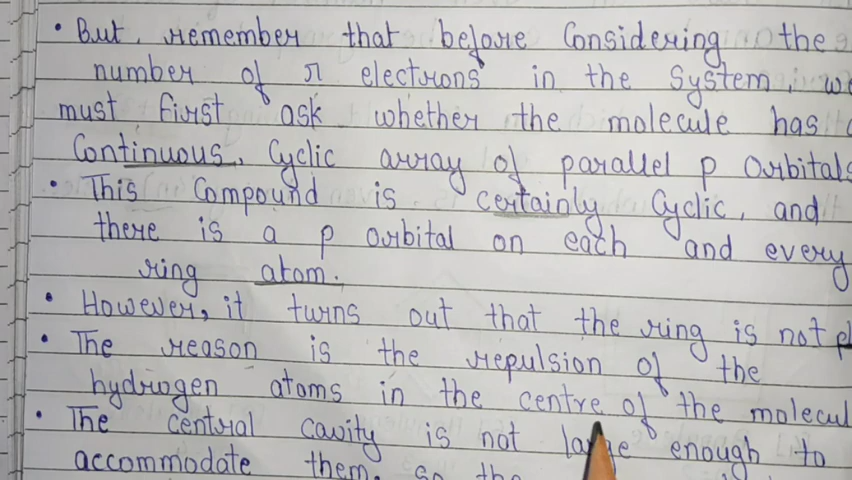 • But, remember that before Considering the
number of π electrons in the System, we
must first ask whether the molecule has a
Continuous, Cyclic array of parallel p orbitals
• This Compound is certainly Cyclic, and
there is a p orbital on each and every
ring atom.
• However, it turns out that the ring is not
• The reason is the repulsion of the
hydrogen atoms in the centre of the molecul
• The central cavity is not large enough to
accommodate them, so the